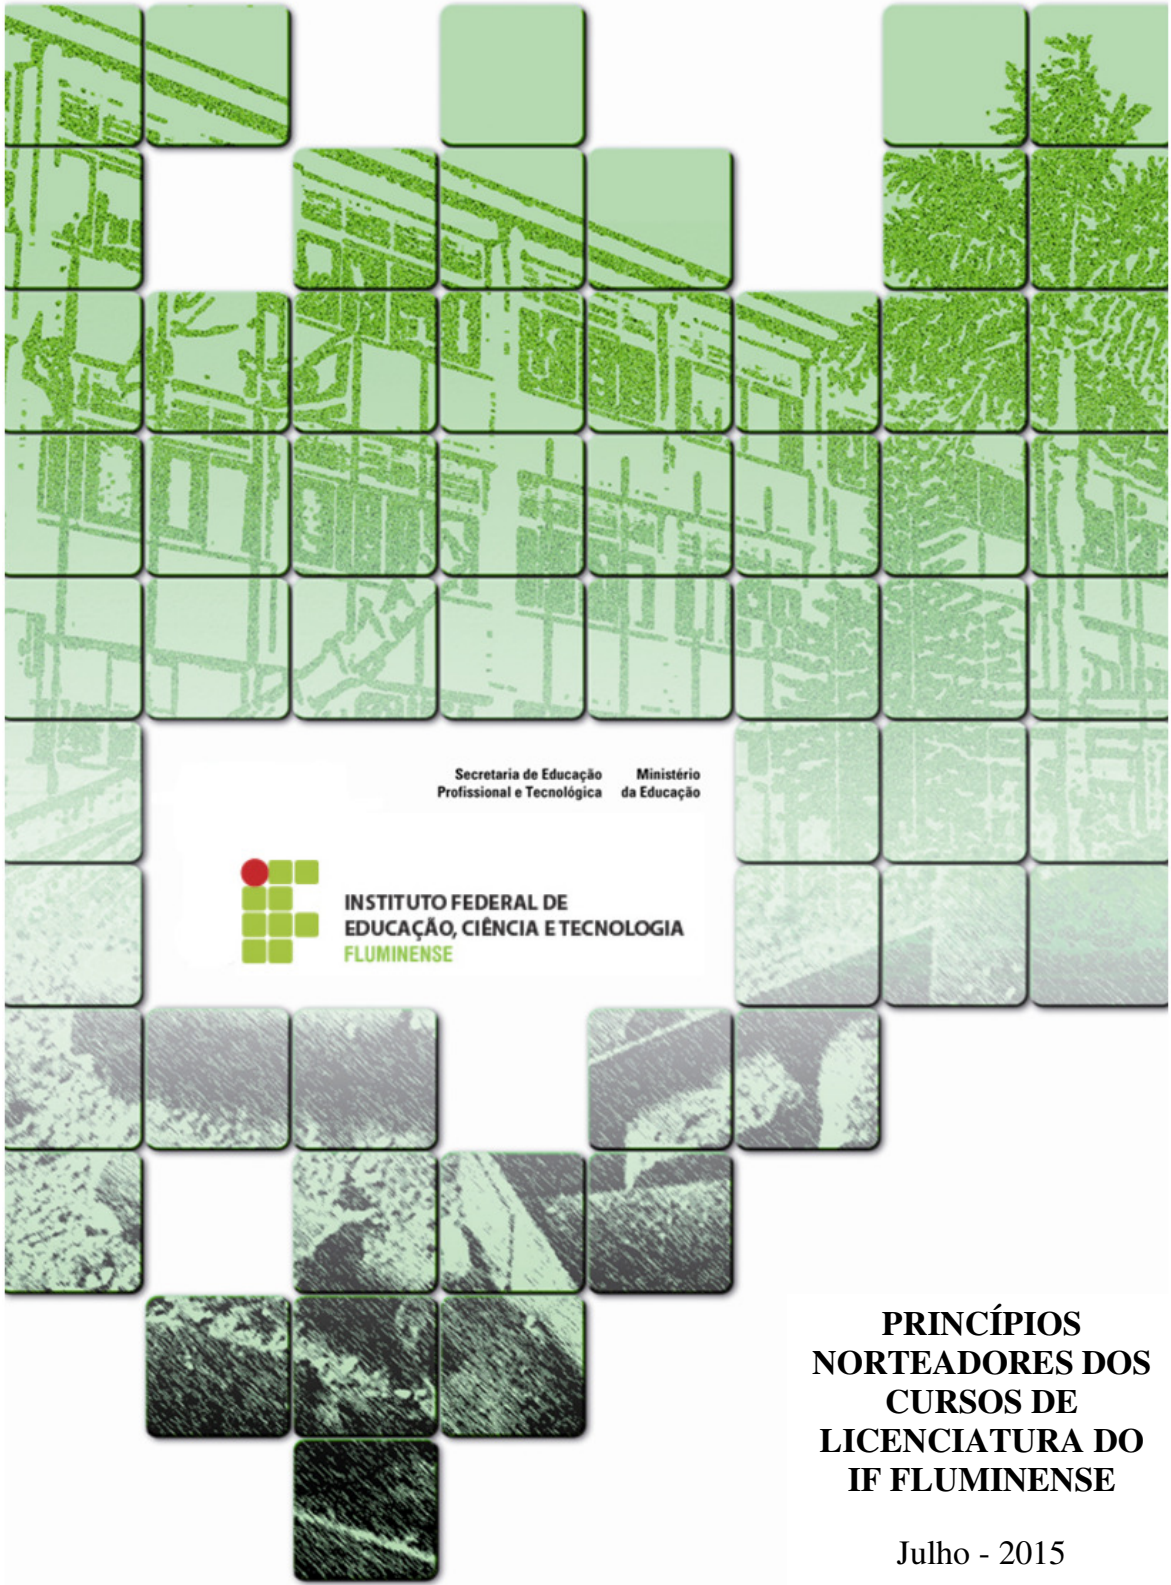 Secretaria de Educação
Profissional e Tecnológica
Ministério
da Educação
INSTITUTO FEDERAL DE
EDUCAÇÃO, CIÊNCIA E TECNOLOGIA
FLUMINENSE
PRINCÍPIOS
NORTEADORES DOS
CURSOS DE
LICENCIATURA DO
IF FLUMINENSE
Julho - 2015